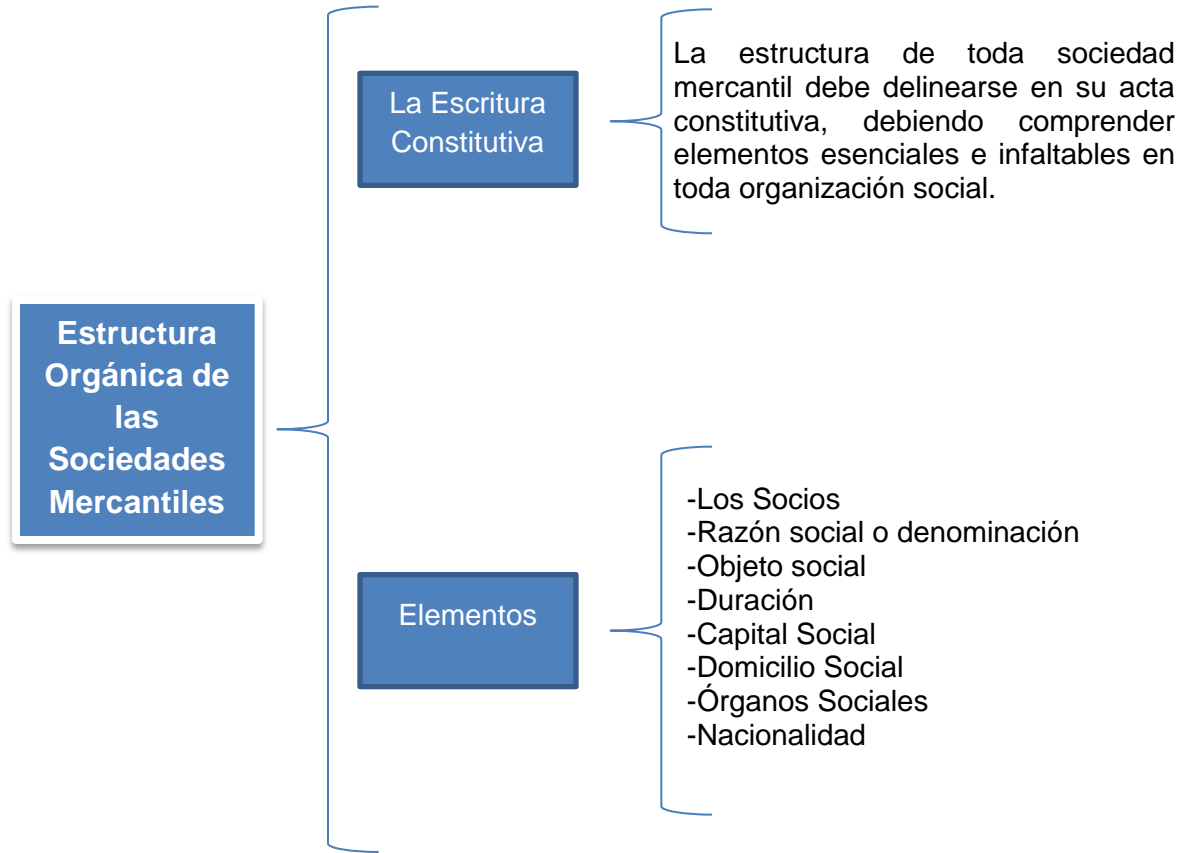 Estructura
Orgánica de
las
Sociedades
Mercantiles
La Escritura
Constitutiva
La estructura de toda sociedad
mercantil debe delinearse en su acta
constitutiva, debiendo comprender
elementos esenciales e infaltables en
toda organización social.
Elementos
-Los Socios
-Razón social o denominación
-Objeto social
-Duración
-Capital Social
-Domicilio Social
-Órganos Sociales
-Nacionalidad